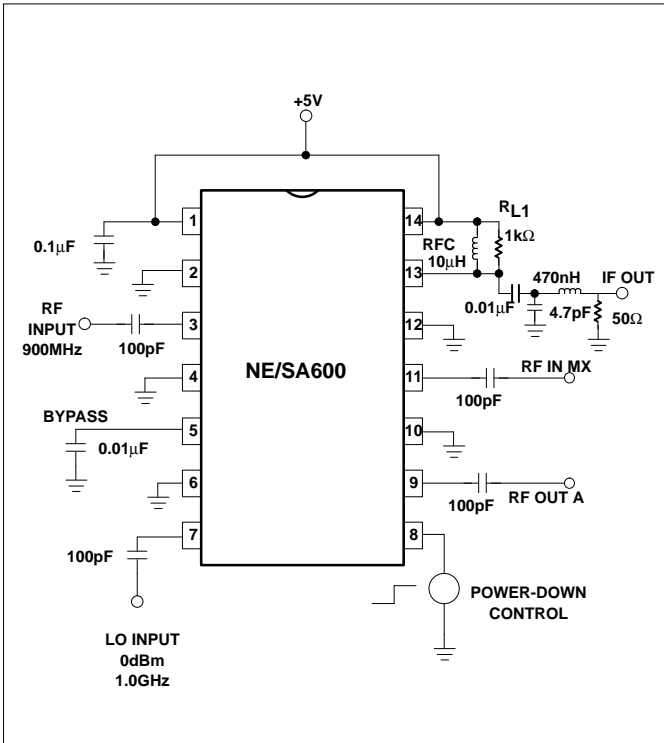 +5V
1
14
RL1
1kΩ
RFC
10μH
0.1μF
2
13
470nH
IF OUT
0.01μF
4.7pF
50Ω
RF
INPUT
900MHz
100pF
3
12
NE/SA600
4
11
RF IN MX
100pF
BYPASS
0.01μF
5
10
6
9
100pF
RF OUT A
7
8
100pF
POWER-DOWN
CONTROL
LO INPUT
0dBm
1.0GHz